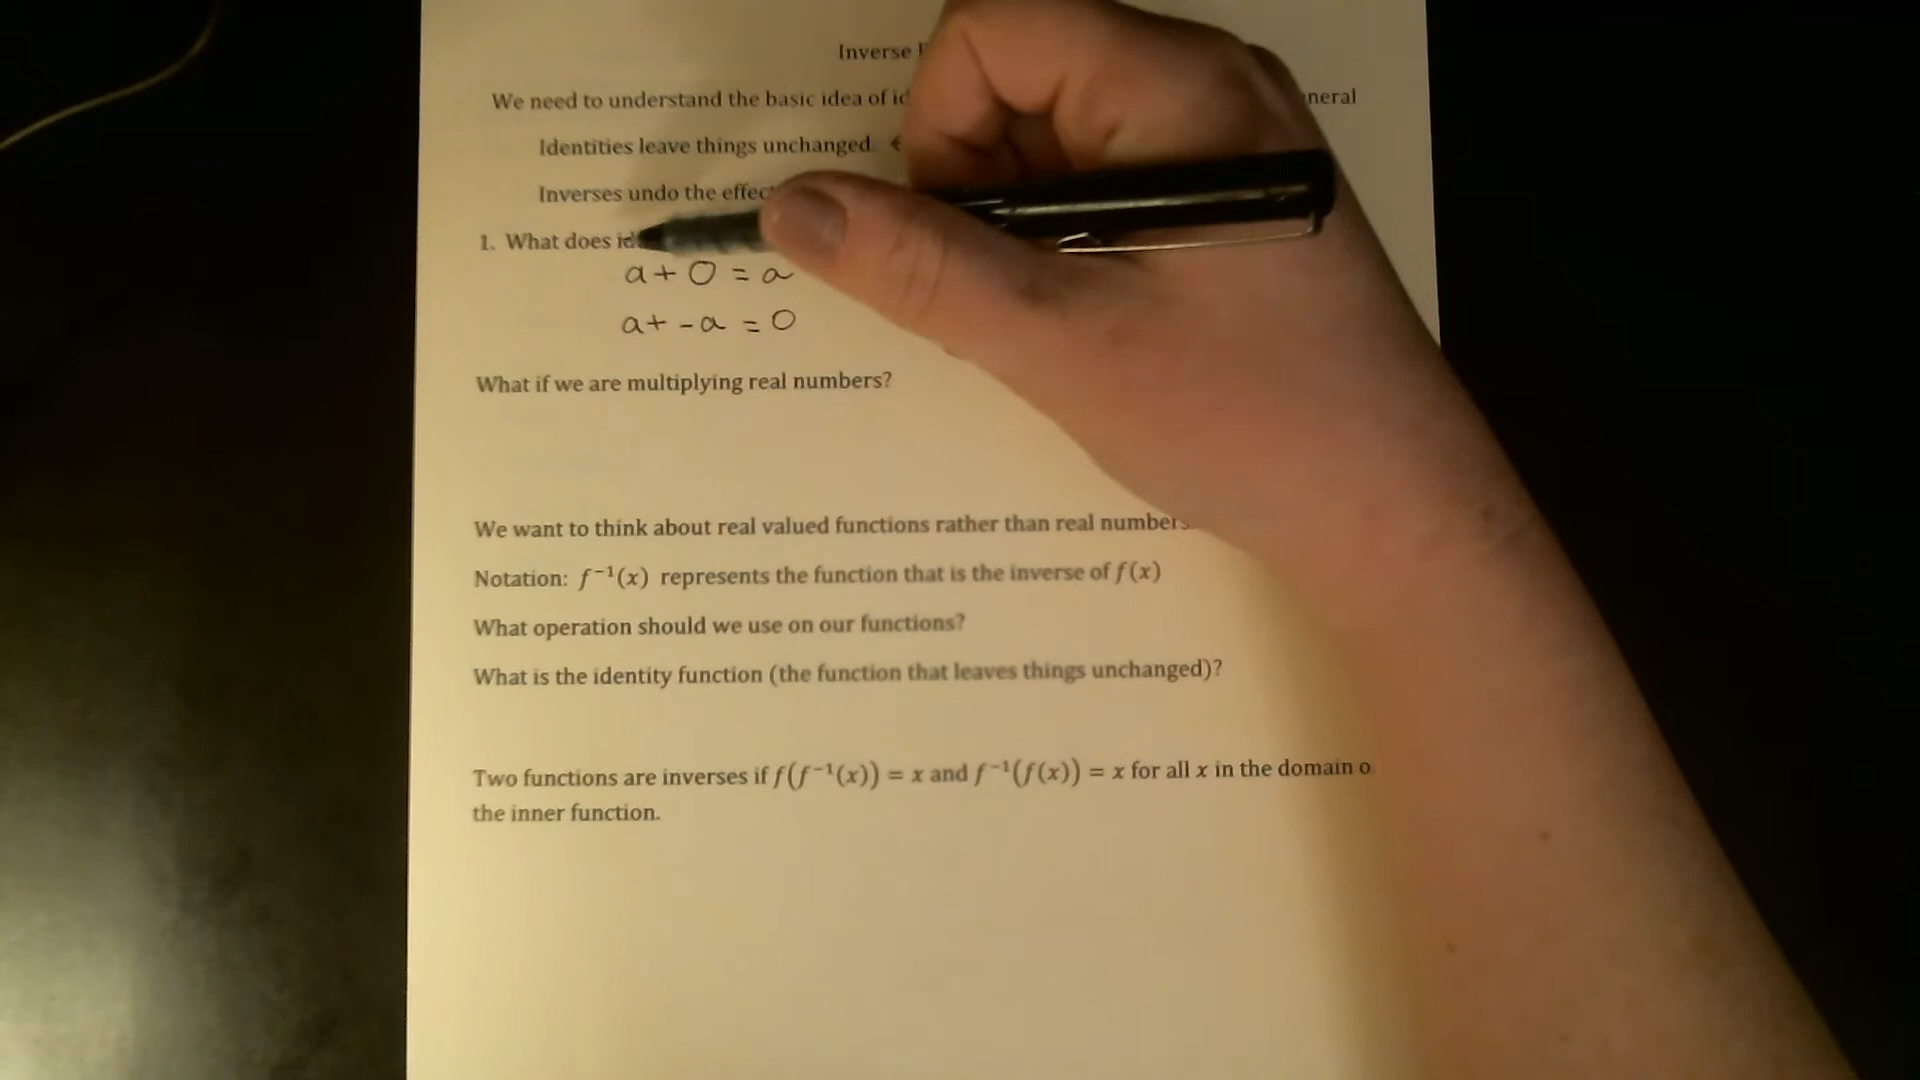 Inverse
We need to understand the basic idea of
Identities leave things unchanged
Inverses undo the
1. What does
a + 0 = a
a + -a = 0
What if we are multiplying real numbers?
We want to think about real valued functions rather than real numbers.
Notation: f⁻¹(x) represents the function that is the inverse of f(x)
What operation should we use on our functions?
What is the identity function (the function that leaves things unchanged)?
Two functions are inverses if f(f⁻¹(x)) = x and f⁻¹(f(x)) = x for all x in the domain
the inner function.